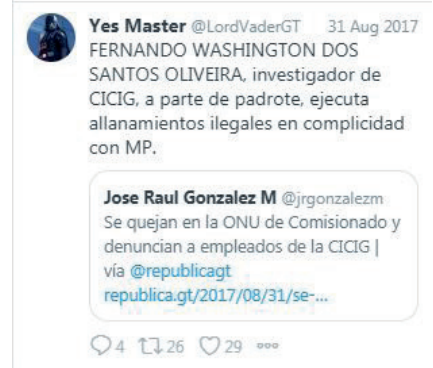 Yes Master @LordVaderGT 31 Aug 2017
FERNANDO WASHINGTON DOS
SANTOS OLIVEIRA, investigador de
CICIG, a parte de padrote, ejecuta
allanamientos ilegales en complicidad
con MP.
Jose Raul Gonzalez M @jrgonzalezm
Se quejan en la ONU de Comisionado y
denuncian a empleados de la CICIG |
vía @republicagt
republica.gt/2017/08/31/se-...
4 26 29